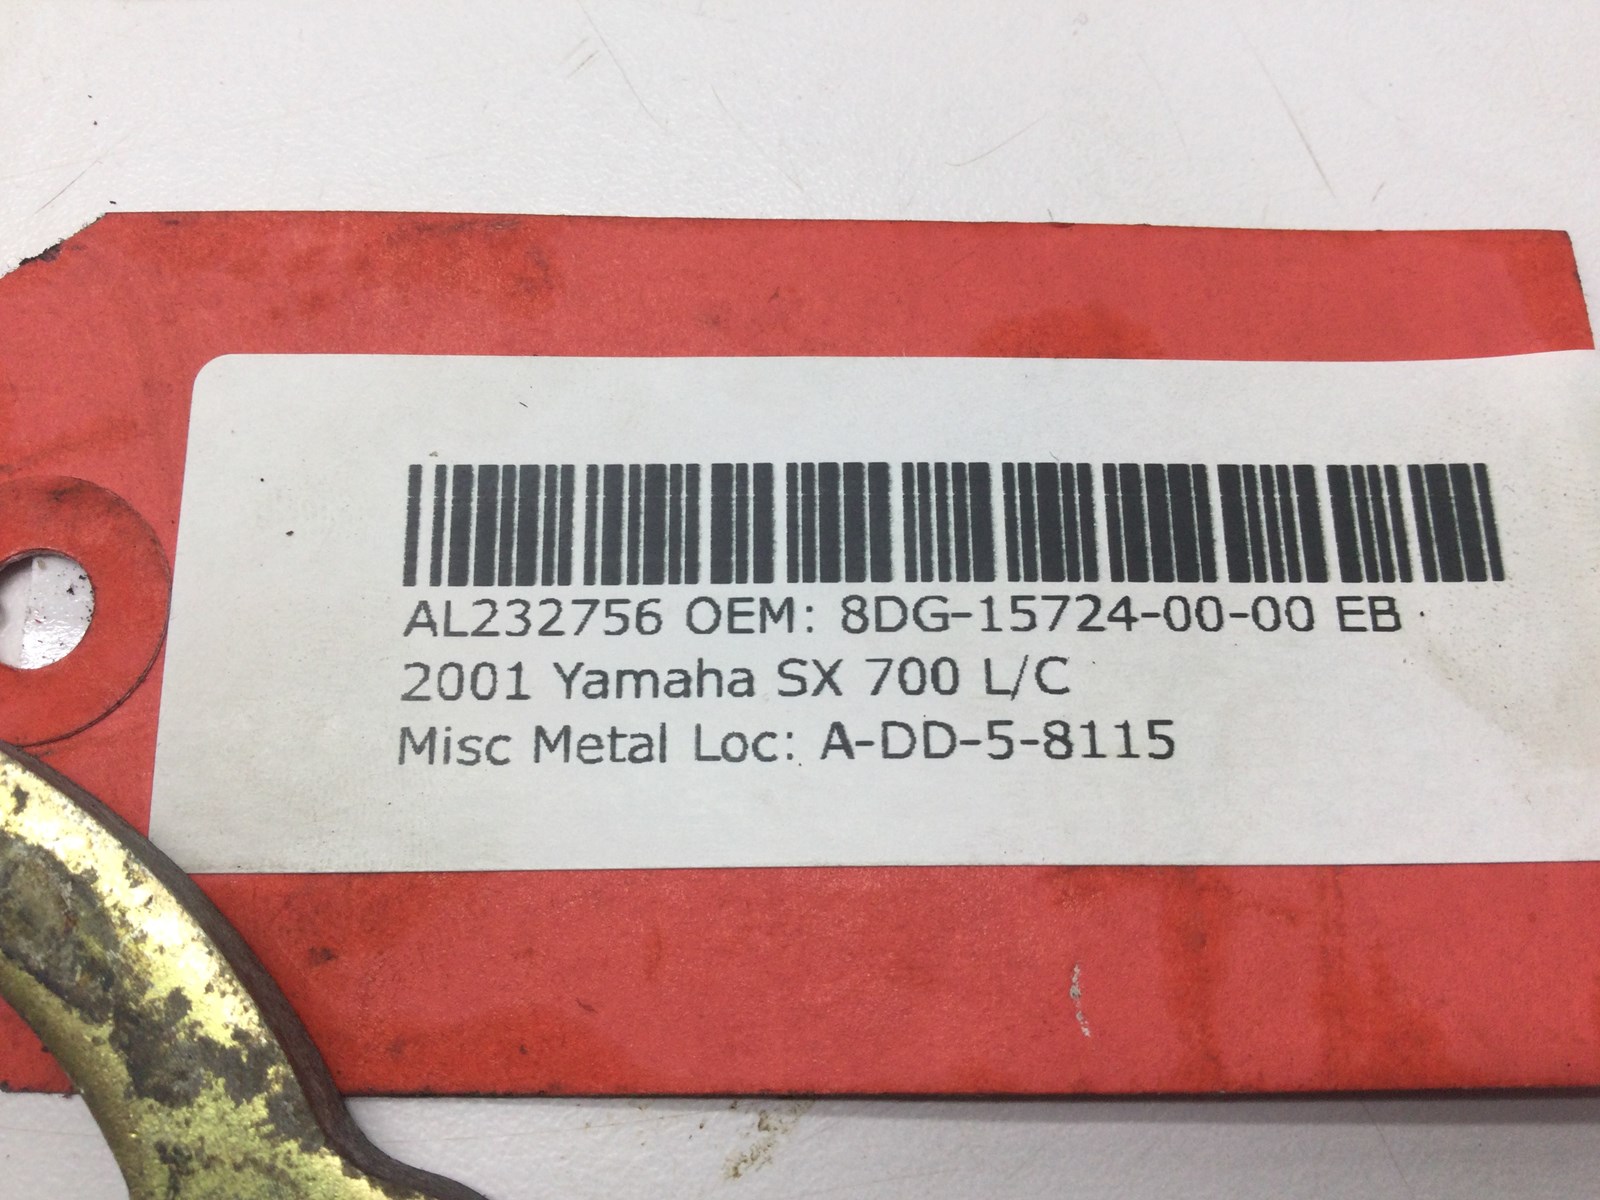 AL232756 OEM: 8DG-15724-00-00 EB
2001 Yamaha SX 700 L/C
Misc Metal Loc: A-DD-5-8115